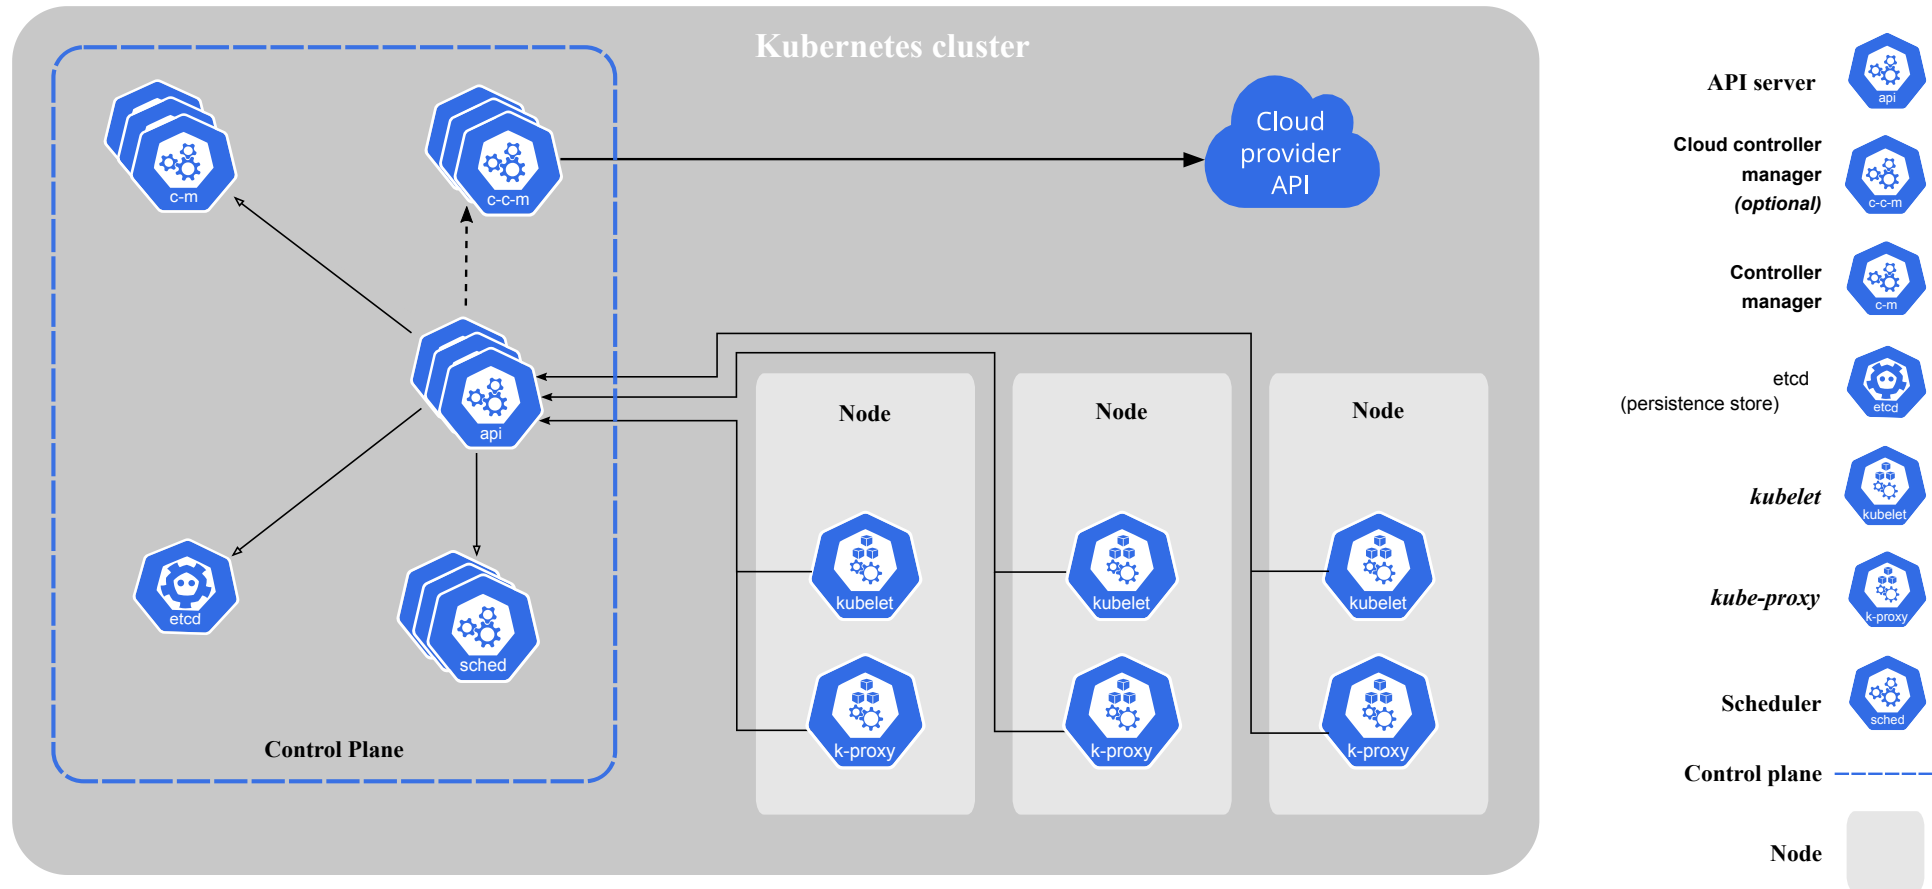 Kubernetes cluster
c-m
c-c-m
Cloud
provider
API
api
etcd
sched
Control Plane
Node
Node
Node
kubelet
kubelet
kubelet
k-proxy
k-proxy
k-proxy
API server
api
Cloud controller
manager
(optional)
c-c-m
Controller
manager
c-m
etcd
(persistence store)
etcd
kubelet
kubelet
kube-proxy
k-proxy
Scheduler
sched
Control plane
Node